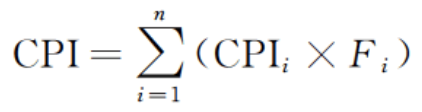 CPI = \sum_{i=1}^{n} (CPI_i × F_i)